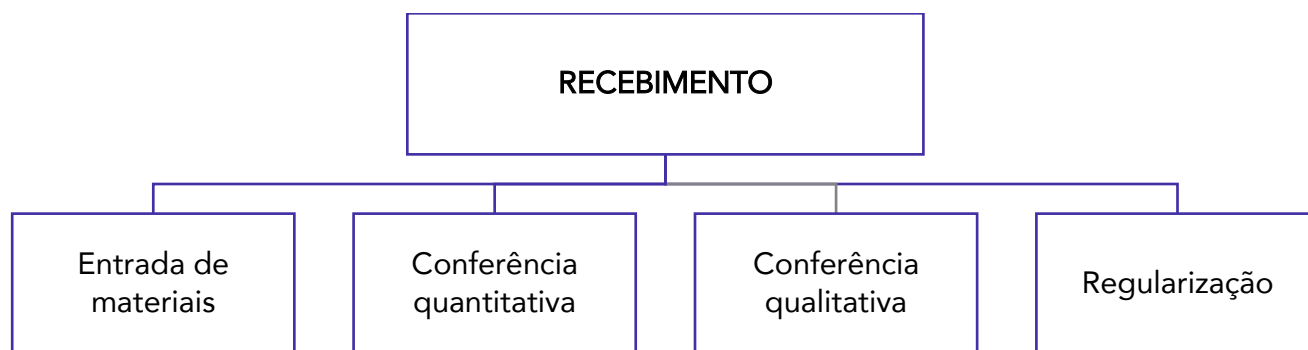 RECEBIMENTO
Entrada de
materiais
Conferência
quantitativa
Conferência
qualitativa
Regularização